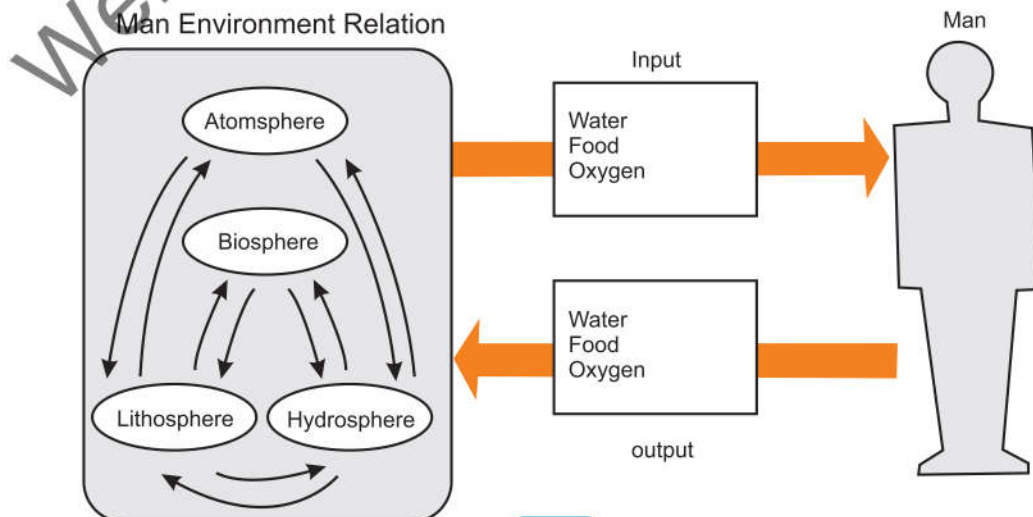 Man Environment Relation
Man
Input
Atomsphere
Water
Food
Oxygen
Biosphere
Water
Food
Oxygen
Lithosphere
Hydrosphere
output